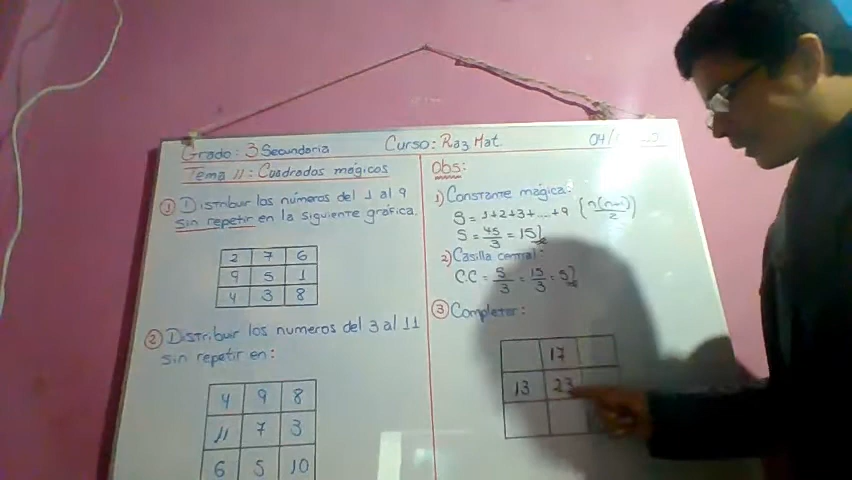 Grado: 3 Secundaria Curso: Raz Mat. 04/
Tema 11: Cuadrados mágicos
① Distribuir los números del 1 al 9
sin repetir en la siguiente gráfica.
2 7 6
9 5 1
4 3 8
② Distribuir los numeros del 3 al 11
sin repetir en:
4 9 8
11 7 3
6 5 10
Obs:
1) Constante mágica:
S = 1+2+3+....+9 (n(n+1)/2)
S = 45/3 = 15
2) Casilla central:
C.C = S/3 = 15/3 = 5
③ Completar:
17
13 23